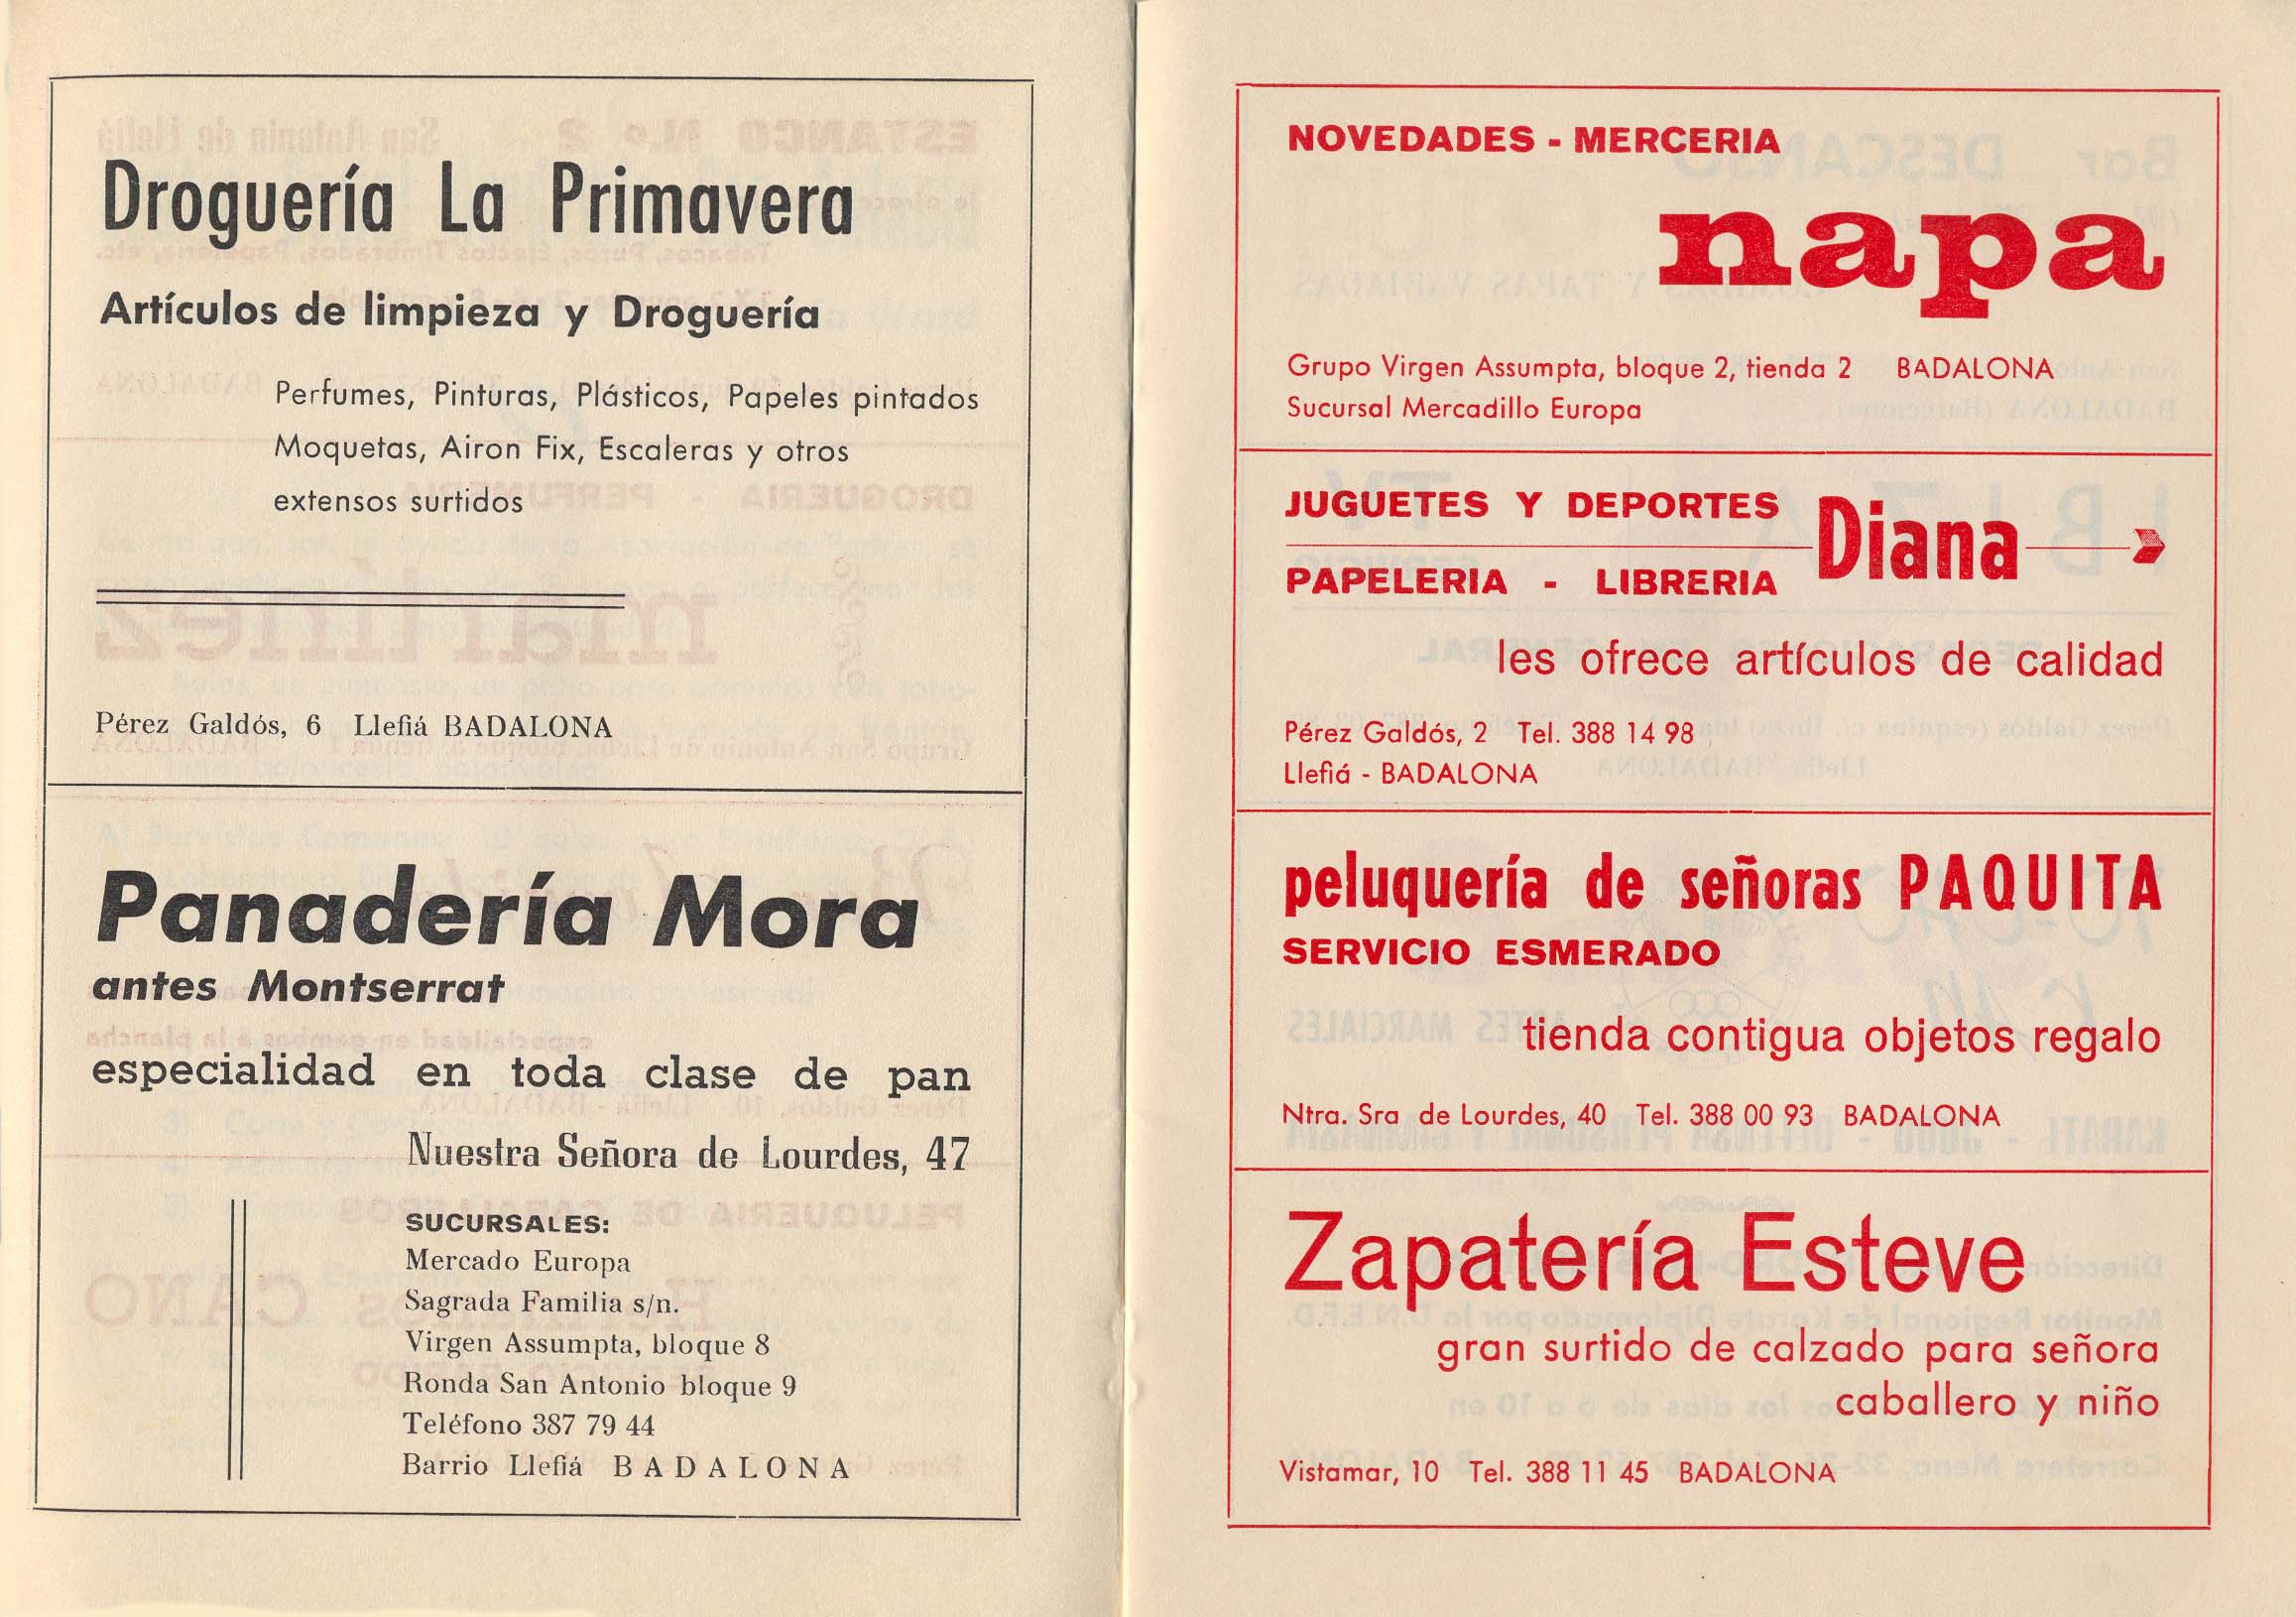 Droguería La Primavera
Artículos de limpieza y Droguería
Perfumes, Pinturas, Plásticos, Papeles pintados
Moquetas, Airon Fix, Escaleras y otros
extensos surtidos
Pérez Galdós, 6 Llefiá BADALONA
Panadería Mora
antes Montserrat
especialidad en toda clase de pan
Nuestra Señora de Lourdes, 47
SUCURSALES:
Mercado Europa
Sagrada Familia s/n.
Virgen Assumpta, bloque 8
Ronda San Antonio bloque 9
Teléfono 387 79 44
Barrio Llefiá BADALONA
NOVEDADES - MERCERIA
napa
Grupo Virgen Assumpta, bloque 2, tienda 2 BADALONA
Sucursal Mercadillo Europa
JUGUETES Y DEPORTES
PAPELERIA - LIBRERIA
Diana
les ofrece artículos de calidad
Pérez Galdós, 2 Tel. 388 14 98
Llefiá - BADALONA
peluquería de señoras PAQUITA
SERVICIO ESMERADO
tienda contigua objetos regalo
Ntra. Sra de Lourdes, 40 Tel. 388 00 93 BADALONA
Zapatería Esteve
gran surtido de calzado para señora
caballero y niño
Vistamar, 10 Tel. 388 11 45 BADALONA